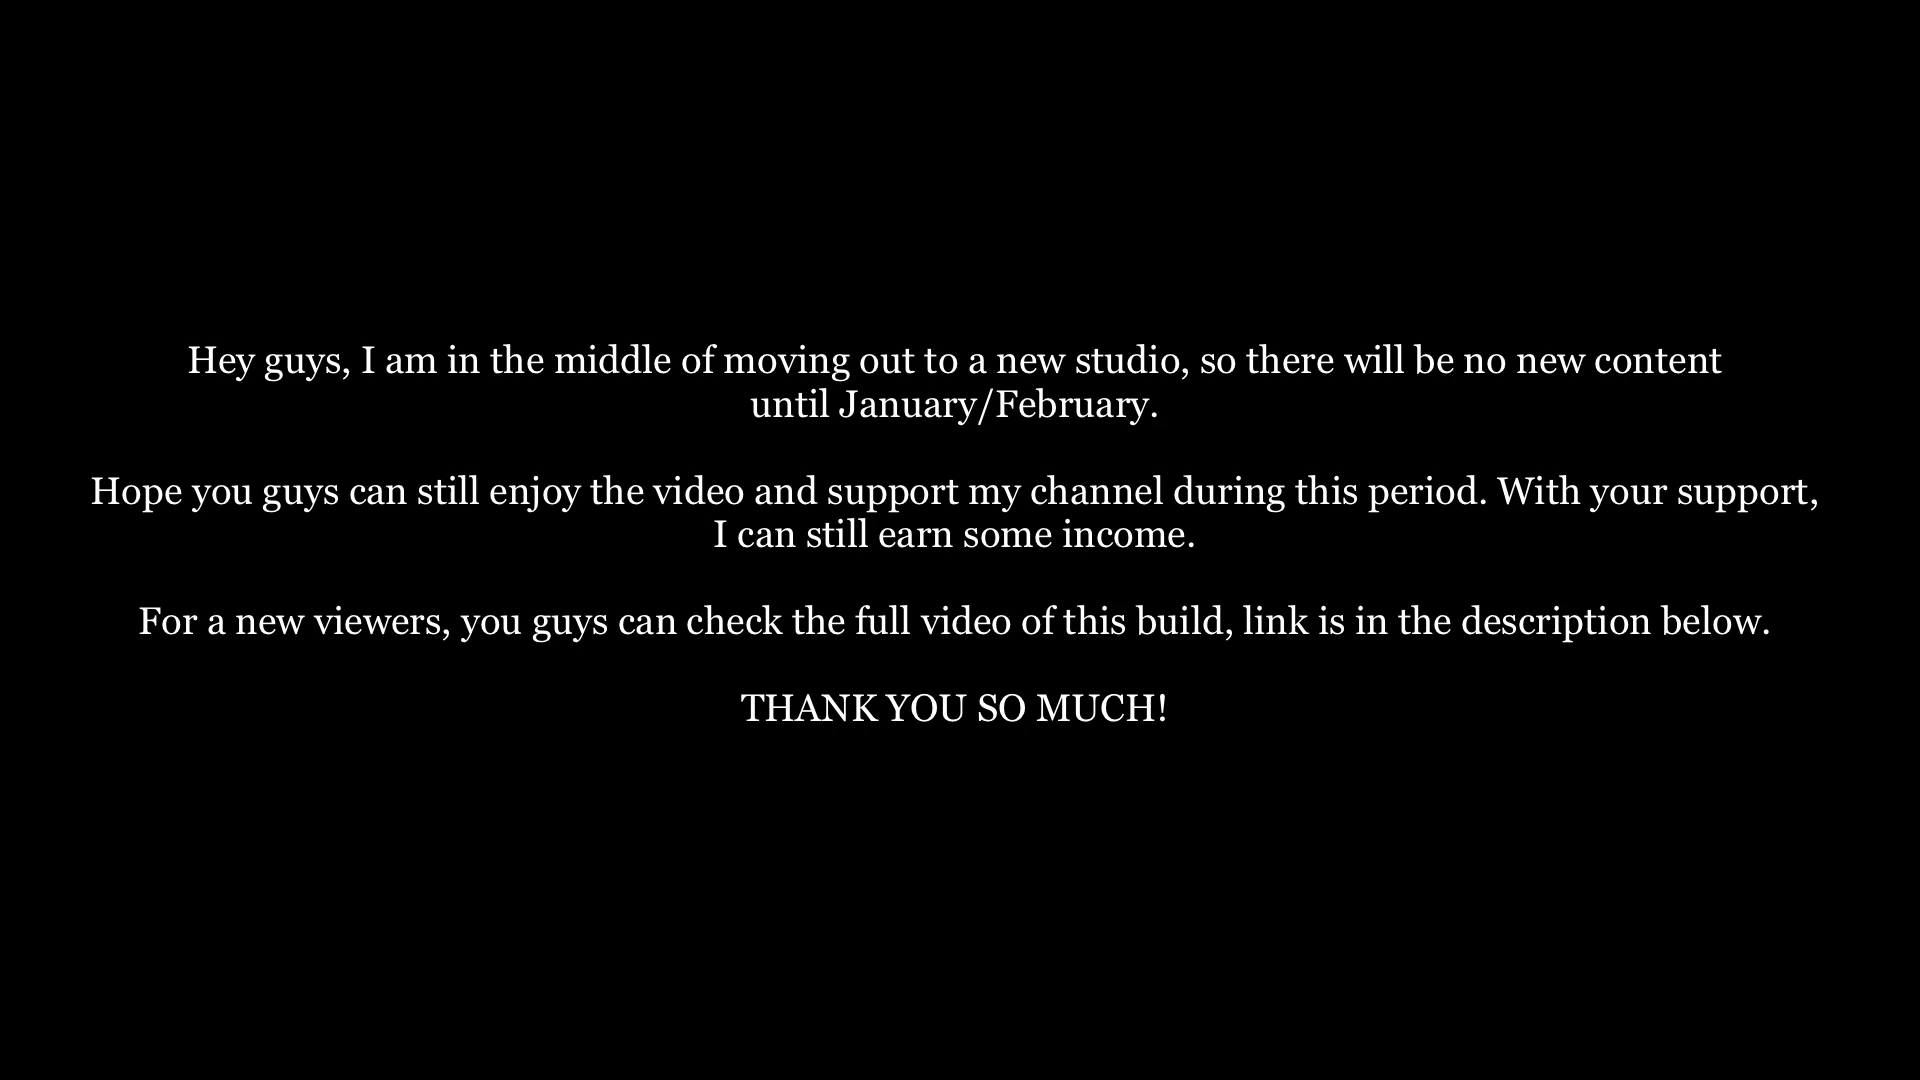 Hey guys, I am in the middle of moving out to a new studio, so there will be no new content
until January/February.
Hope you guys can still enjoy the video and support my channel during this period. With your support,
I can still earn some income.
For a new viewers, you guys can check the full video of this build, link is in the description below.
THANK YOU SO MUCH!